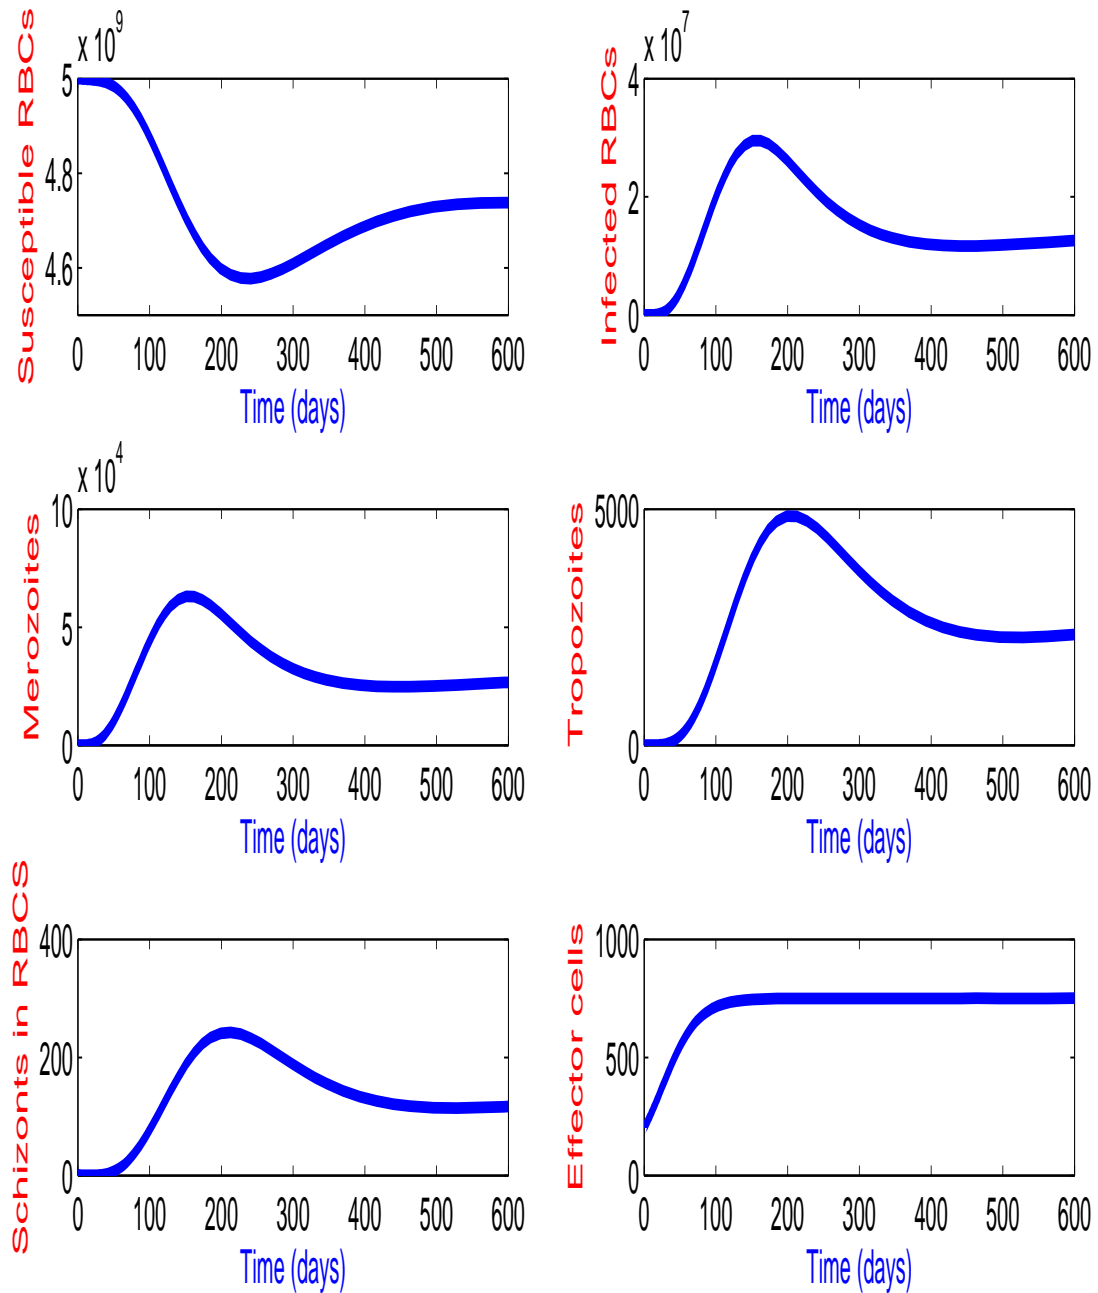 x 10^9
Susceptible RBCs
5
4.8
4.6
0 100 200 300 400 500 600
Time (days)
x 10^7
Infected RBCs
4
2
0
0 100 200 300 400 500 600
Time (days)
x 10^4
Merozoites
10
5
0
0 100 200 300 400 500 600
Time (days)
Tropozoites
5000
0
0 100 200 300 400 500 600
Time (days)
Schizonts in RBCS
400
200
0
0 100 200 300 400 500 600
Time (days)
Effector cells
1000
500
0
0 100 200 300 400 500 600
Time (days)